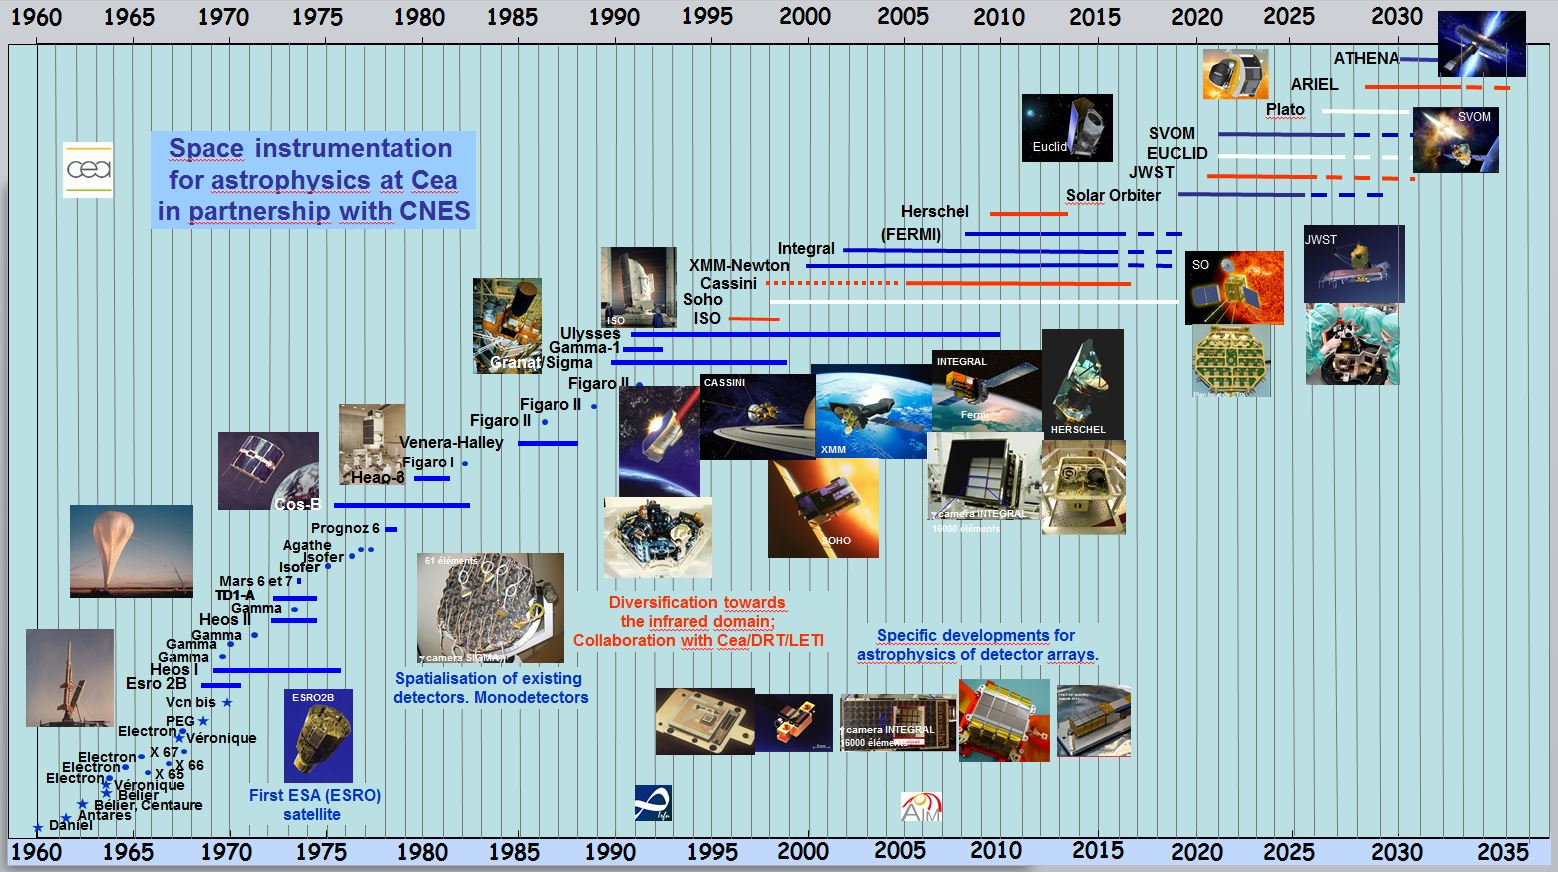 1960 1965 1970 1975 1980 1985 1990 1995 2000 2005 2010 2015 2020 2025 2030
ATHENA
ARIEL
Plato
SVOM
SVOM
EUCLID
JWST
Solar Orbiter
Euclid
cea
Space instrumentation
for astrophysics at Cea
in partnership with CNES
Herschel
(FERMI)
Integral
XMM-Newton
Cassini
Soho
ISO
ISO
JWST
SO
Ulysses
Gamma-1
Granat/Sigma
Figaro II
Figaro II
Figaro II
Venera-Halley
Figaro I
Heao-3
Cos-B
CASSINI
XMM
INTEGRAL
Fermi
HERSCHEL
SOHO
γ camera INTEGRAL
16000 éléments
Prognoz 6
Agathe
Isofer
Isofer
Mars 6 et 7
TD1-A
Gamma
Heos II
Gamma
Gamma
Gamma
Heos I
Esro 2B
Vcn bis
PEG
Electron
Véronique
X 67
Electron
X 66
Electron
X 65
Electron
Véronique
Bélier
Bélier, Centaure
Antares
Daniel
61 éléments
γ camera SIGMA
Spatialisation of existing
detectors. Monodetectors
ESRO2B
First ESA (ESRO)
satellite
Diversification towards
the infrared domain;
Collaboration with Cea/DRT/LETI
Specific developments for
astrophysics of detector arrays.
γ camera INTEGRAL
16000 éléments
Irfu
AIM
1960 1965 1970 1975 1980 1985 1990 1995 2000 2005 2010 2015 2020 2025 2030 2035